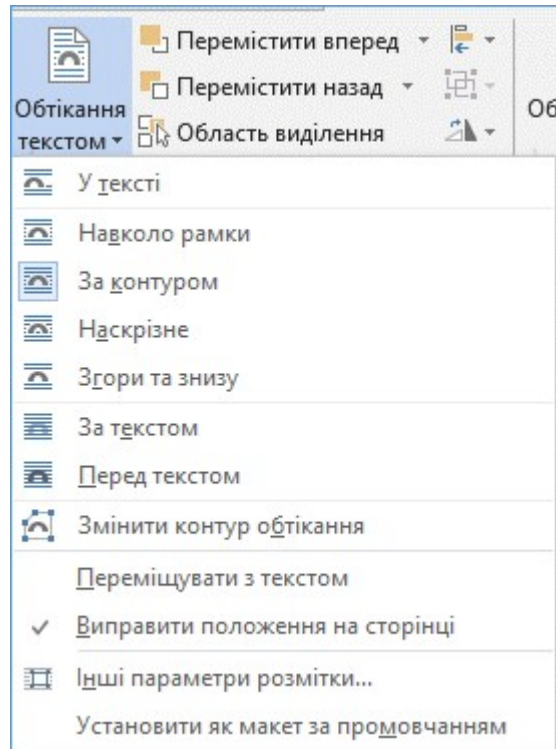 Перемістити вперед
Перемістити назад
Обтікання текстом
Область виділення
Об
У тексті
Навколо рамки
За контуром
Наскрізне
Згори та знизу
За текстом
Перед текстом
Змінити контур обтікання
Переміщувати з текстом
Виправити положення на сторінці
Інші параметри розмітки...
Установити як макет за промовчанням